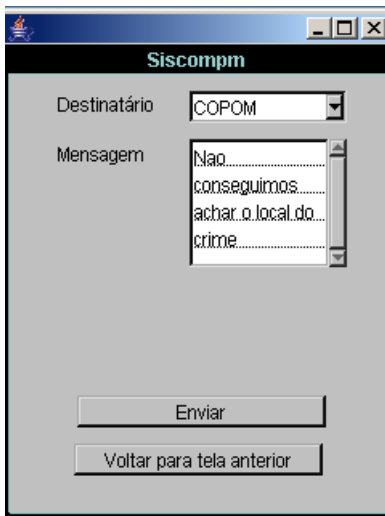 Siscompm
Destinatário COPOM
Mensagem
Nao
conseguimos
achar o local do
crime
Enviar
Voltar para tela anterior